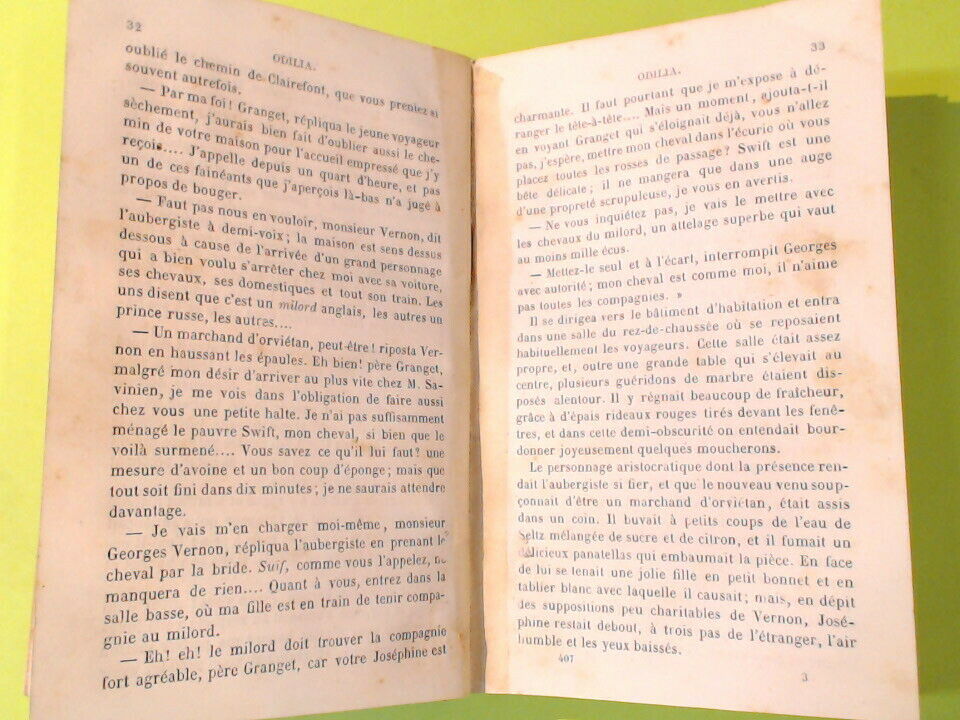 32
ODILIA.
oublié le chemin de Clairefont, que vous preniez si
souvent autrefois.
— Par ma foi! Granget, répliqua le jeune voyageur
sèchement, j'aurais bien fait d'oublier aussi le che-
min de votre maison pour l'accueil empressé que j'y
reçois.... J'appelle depuis un quart d'heure, et pas
un de ces fainéants que j'aperçois là-bas n'a jugé à
propos de bouger.
— Faut pas nous en vouloir, monsieur Vernon, dit
l'aubergiste à demi-voix; la maison est sens dessus
dessous à cause de l'arrivée d'un grand personnage
qui a bien voulu s'arrêter chez moi avec sa voiture,
ses chevaux, ses domestiques et tout son train. Les
uns disent que c'est un milord anglais, les autres un
prince russe, les autres....
— Un marchand d'orviétan, peut-être! riposta Ver-
non en haussant les épaules. Eh bien! père Granget,
malgré mon désir d'arriver au plus vite chez M. Sa-
vinien, je me vois dans l'obligation de faire aussi
chez vous une petite halte. Je n'ai pas suffisamment
ménagé le pauvre Swift, mon cheval, si bien que le
voilà surmené.... Vous savez ce qu'il lui faut? une
mesure d'avoine et un bon coup d'éponge; mais que
tout soit fini dans dix minutes; je ne saurais attendre
davantage.
— Je vais m'en charger moi-même, monsieur
Georges Vernon, répliqua l'aubergiste en prenant le
cheval par la bride. Suif, comme vous l'appelez, ne
manquera de rien.... Quant à vous, entrez dans la
salle basse, où ma fille est en train de tenir compa-
gnie au milord.
— Eh! eh! le milord doit trouver la compagnie
fort agréable, père Granget, car votre Joséphine est
33
ODILIA.
charmante. Il faut pourtant que je m'expose à dé-
ranger le tête-à-tête.... Mais un moment, ajouta-t-il
en voyant Granget qui s'éloignait déjà, vous n'allez
pas, j'espère, mettre mon cheval dans l'écurie où vous
placez toutes les rosses de passage? Swift est une
bête délicate; il ne mangera que dans une auge
d'une propreté scrupuleuse, je vous en avertis.
— Ne vous inquiétez pas, je vais le mettre avec
les chevaux du milord, un attelage superbe qui vaut
au moins mille écus.
— Mettez-le seul et à l'écart, interrompit Georges
avec autorité; mon cheval est comme moi, il n'aime
pas toutes les compagnies. »
Il se dirigea vers le bâtiment d'habitation et entra
dans une salle du rez-de-chaussée où se reposaient
habituellement les voyageurs. Cette salle était assez
propre, et, outre une grande table qui s'élevait au
centre, plusieurs guéridons de marbre étaient dis-
posés alentour. Il y régnait beaucoup de fraîcheur,
grâce à d'épais rideaux rouges tirés devant les fenê-
tres, et dans cette demi-obscurité on entendait bour-
donner joyeusement quelques moucherons.
Le personnage aristocratique dont la présence ren-
dait l'aubergiste si fier, et que le nouveau venu soup-
çonnait d'être un marchand d'orviétan, était assis
dans un coin. Il buvait à petits coups de l'eau de
Seltz mélangée de sucre et de citron, et il fumait un
délicieux panatellas qui embaumait la pièce. En face
de lui se tenait une jolie fille en petit bonnet et en
tablier blanc avec laquelle il causait; mais, en dépit
des suppositions peu charitables de Vernon, José-
phine restait debout, à trois pas de l'étranger, l'air
humble et les yeux baissés.
407
3